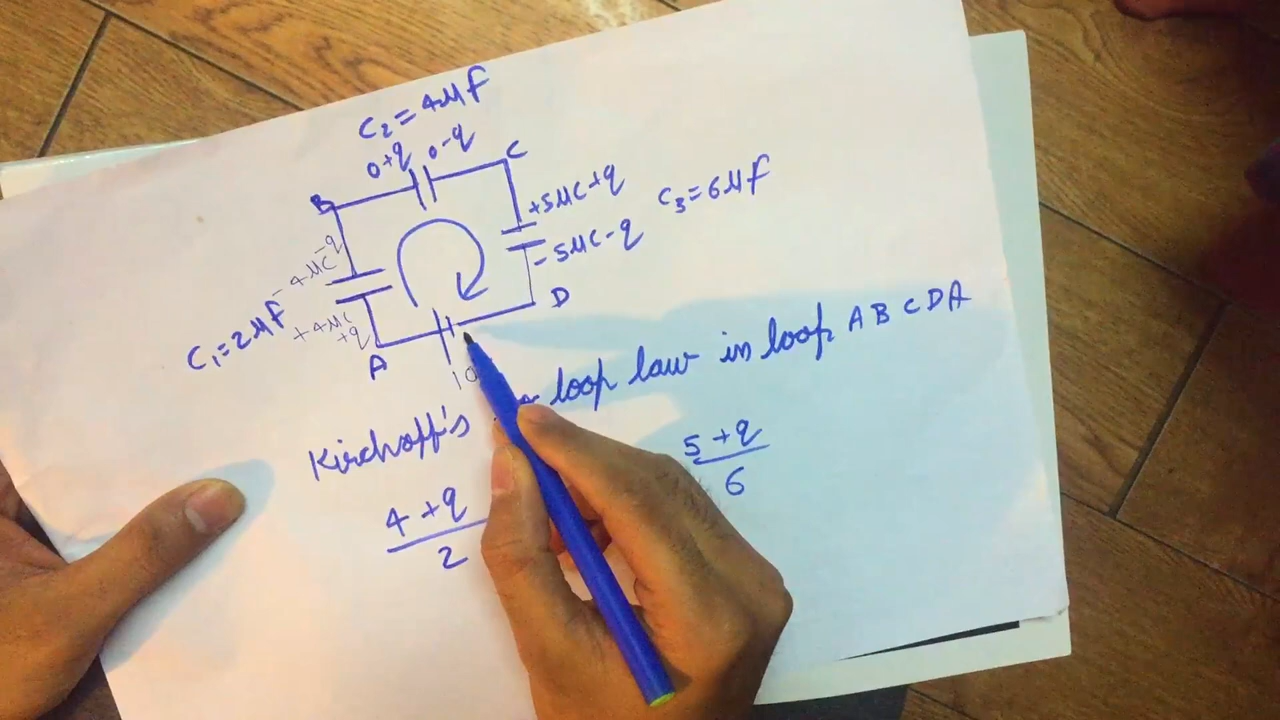 C₂ = 4μf
0+q 0-q C
B +5μC+q C₃=6μf
-4μC-q -5μC-q
C₁=2μf +4μC+q D
A 10
Kirchoff's loop law in loop ABCDA
4+q/2 5+q/6